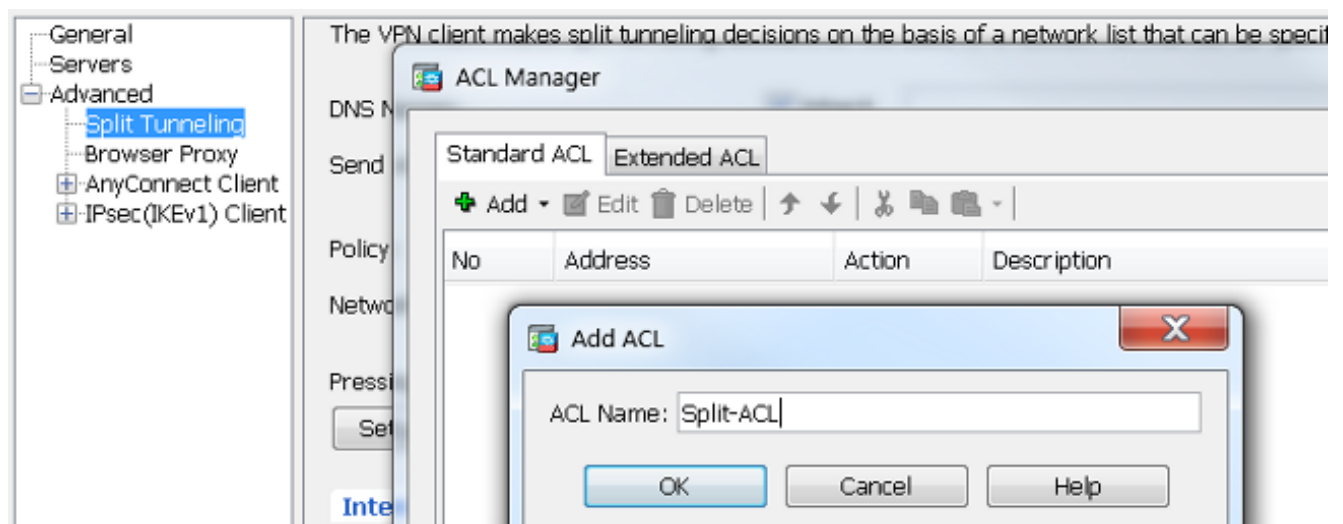 General
Servers
Advanced
Split Tunneling
Browser Proxy
AnyConnect Client
IPsec(IKEv1) Client
The VPN client makes split tunneling decisions on the basis of a network list that can be specif
DNS N
Send
Policy
Netwo
Pressi
Set
Inte
ACL Manager
Standard ACL Extended ACL
Add Edit Delete
No Address Action Description
Add ACL
ACL Name: Split-ACL
OK Cancel Help